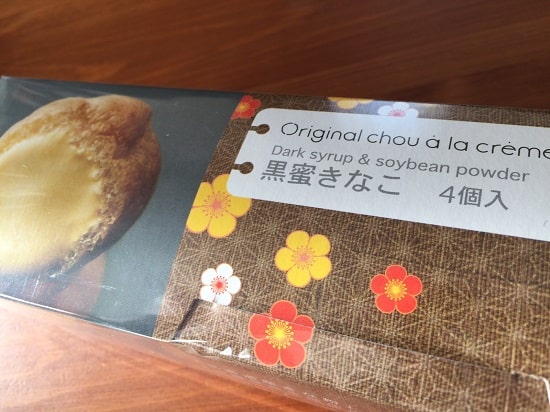 Original chou à la crème
Dark syrup & soybean powder
黒蜜きなこ 4個入